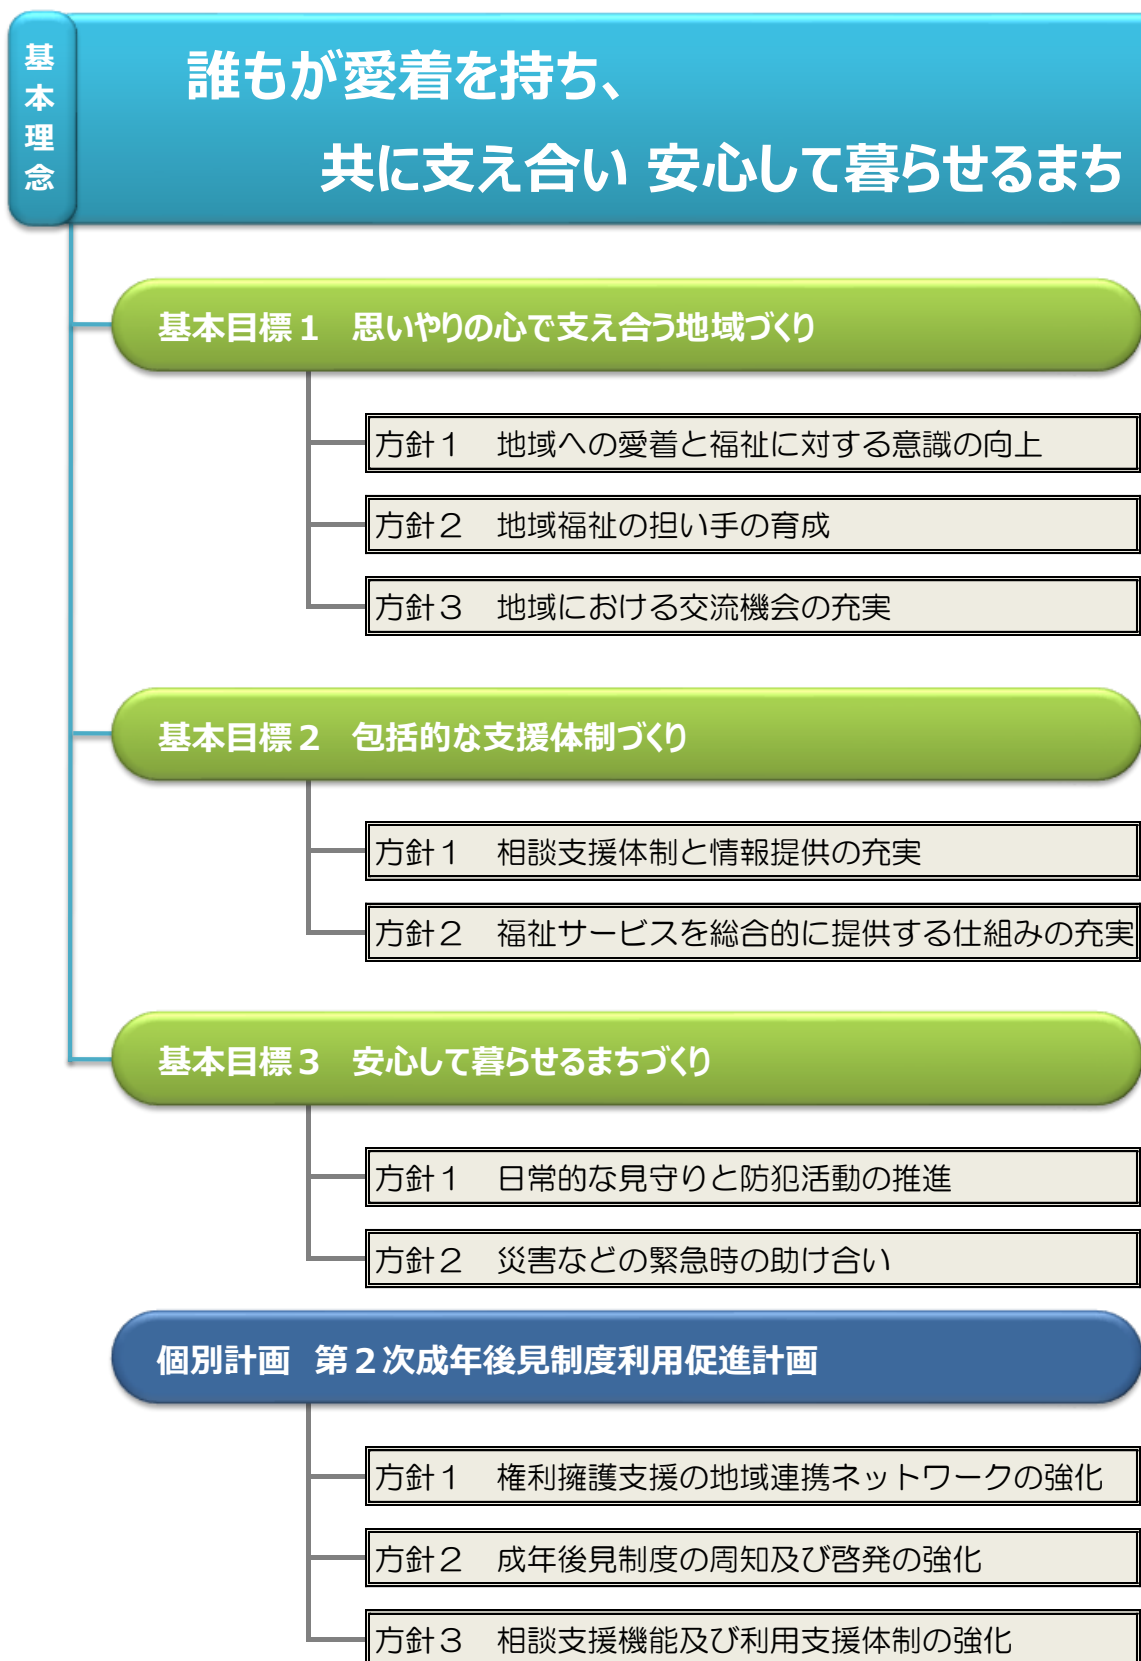 基本理念
誰もが愛着を持ち、
共に支え合い 安心して暮らせるまち
基本目標１　思いやりの心で支え合う地域づくり
方針１　地域への愛着と福祉に対する意識の向上
方針２　地域福祉の担い手の育成
方針３　地域における交流機会の充実
基本目標２　包括的な支援体制づくり
方針１　相談支援体制と情報提供の充実
方針２　福祉サービスを総合的に提供する仕組みの充実
基本目標３　安心して暮らせるまちづくり
方針１　日常的な見守りと防犯活動の推進
方針２　災害などの緊急時の助け合い
個別計画　第２次成年後見制度利用促進計画
方針１　権利擁護支援の地域連携ネットワークの強化
方針２　成年後見制度の周知及び啓発の強化
方針３　相談支援機能及び利用支援体制の強化